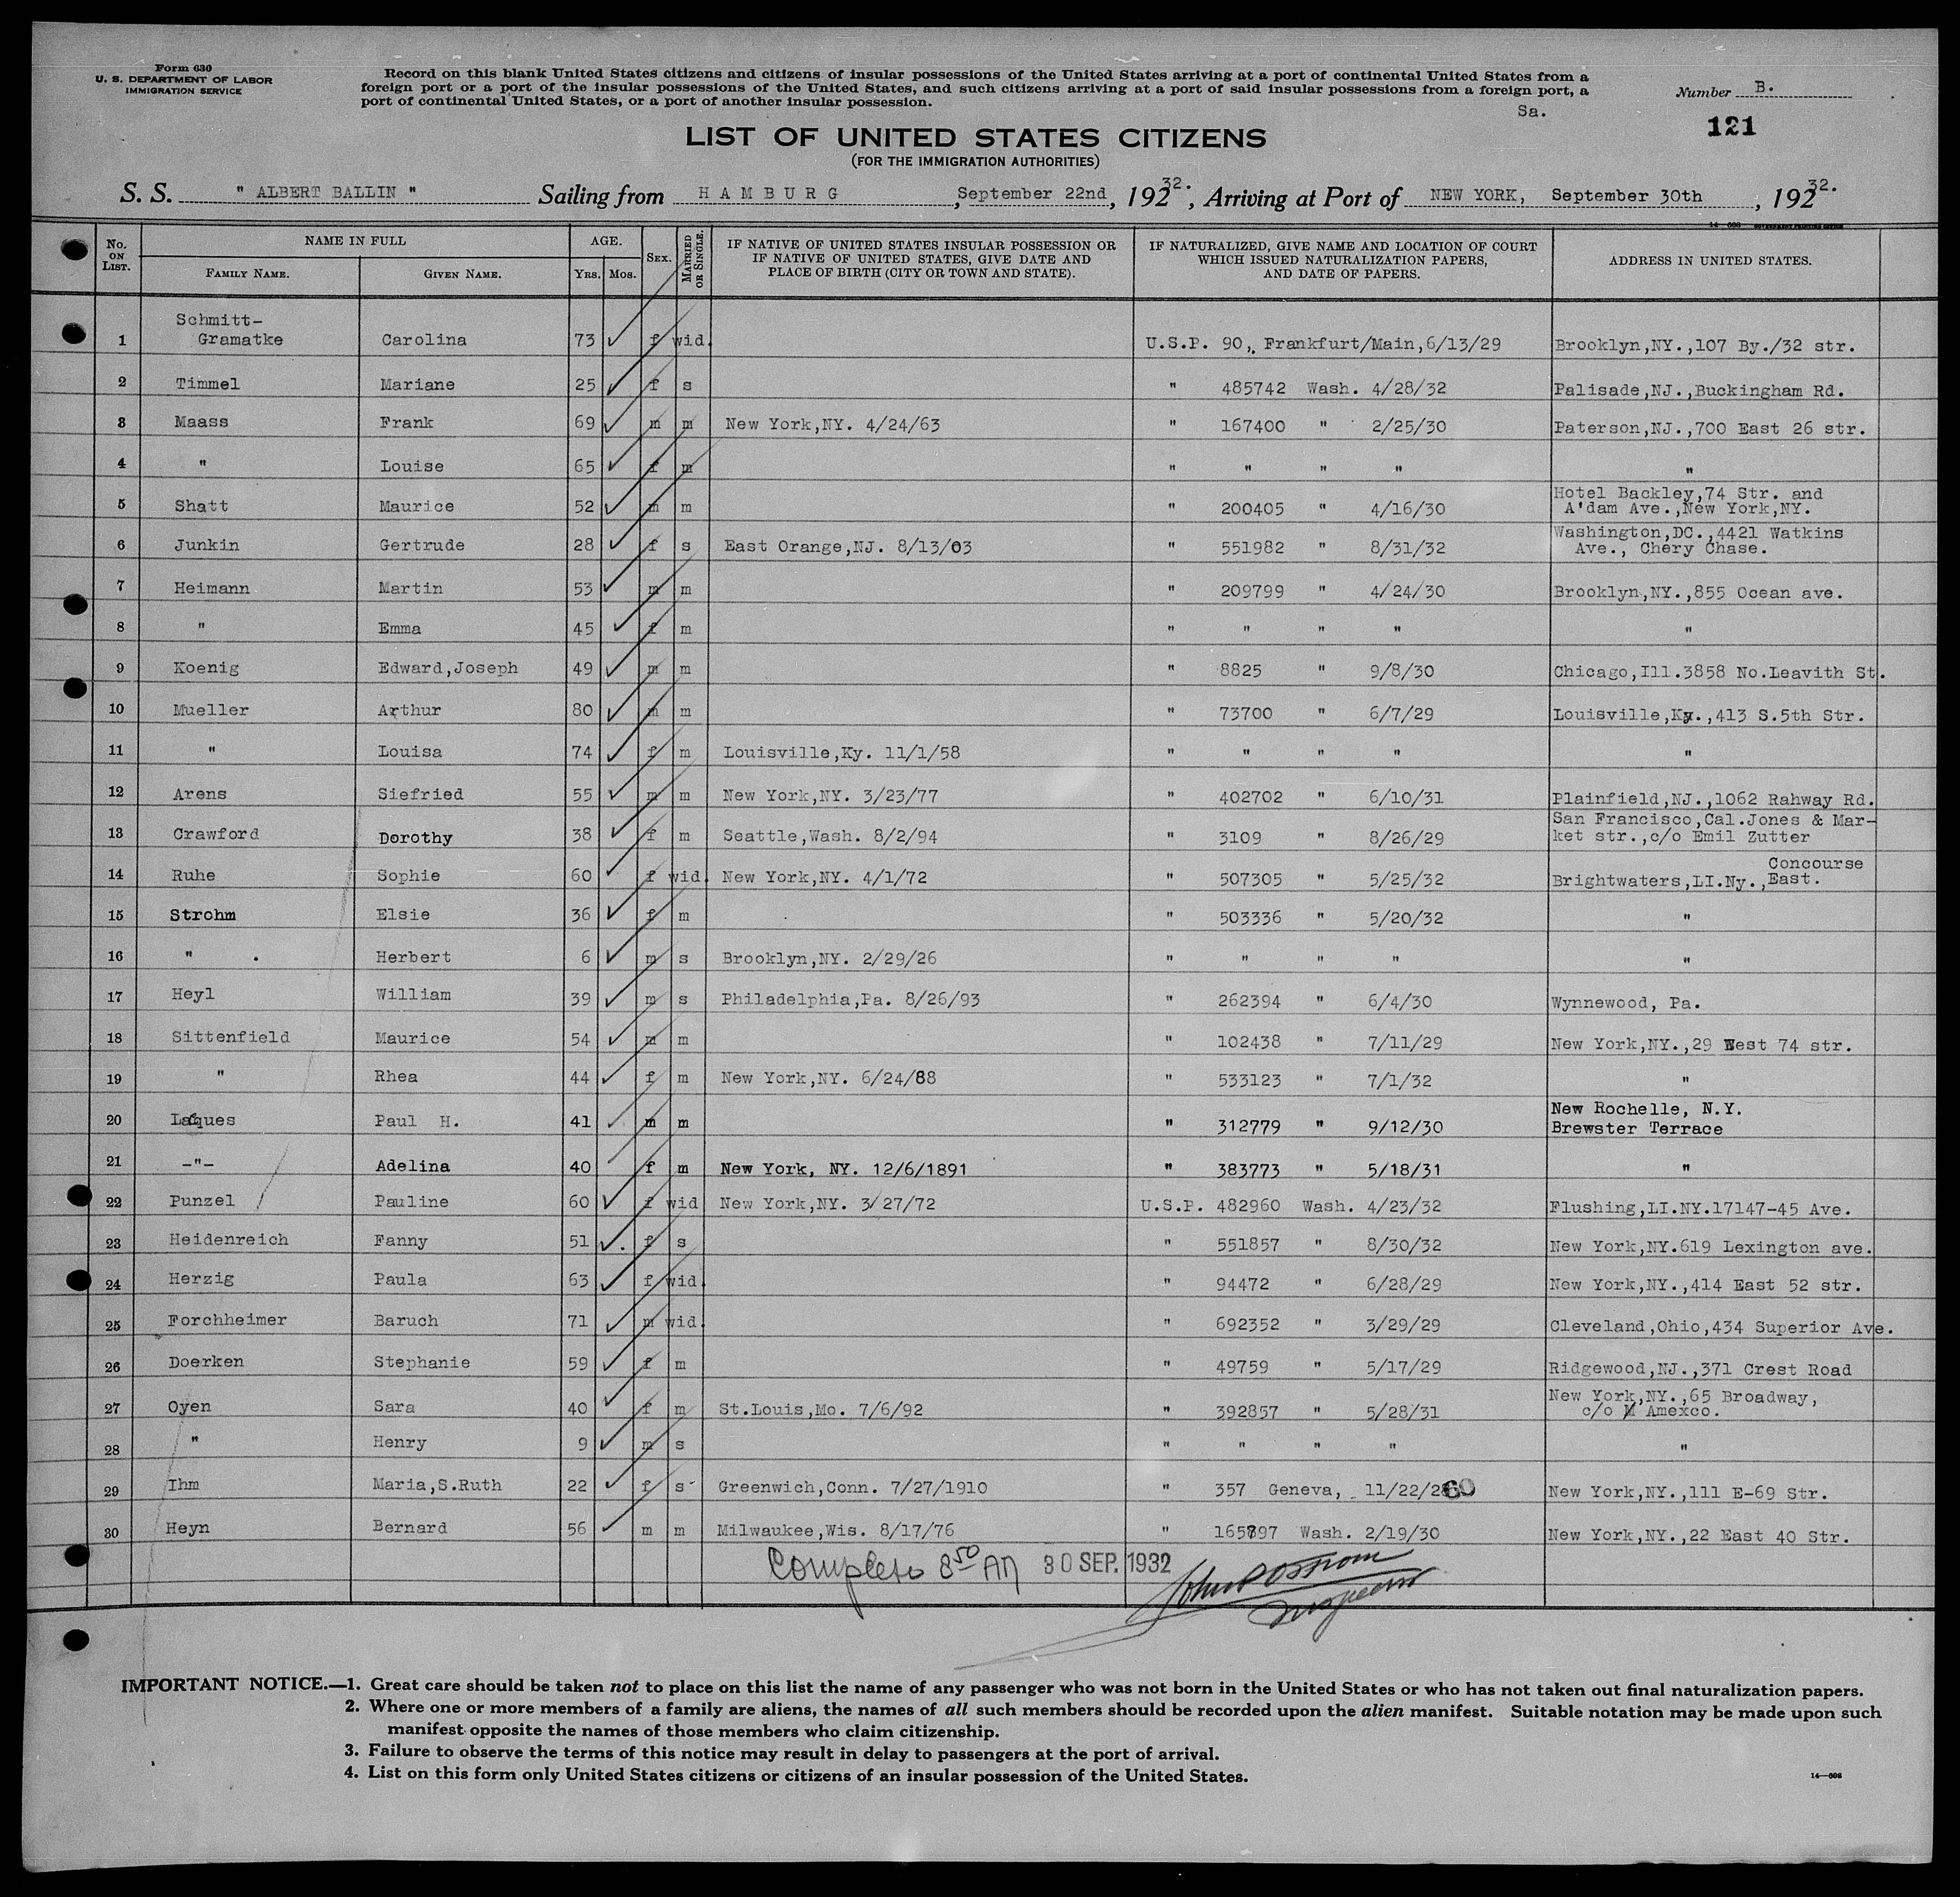 Form 630
U. S. DEPARTMENT OF LABOR
IMMIGRATION SERVICE
Record on this blank United States citizens and citizens of insular possessions of the United States arriving at a port of continental United States from a
foreign port or a port of the insular possessions of the United States, and such citizens arriving at a port of said insular possessions from a foreign port, a
port of continental United States, or a port of another insular possession.
Sa.
Number B.
121
LIST OF UNITED STATES CITIZENS
(FOR THE IMMIGRATION AUTHORITIES)
S. S. " ALBERT BALLIN " Sailing from HAMBURG, September 22nd, 19232., Arriving at Port of NEW YORK, September 30th, 19232.
No. ON LIST. NAME IN FULL FAMILY NAME. GIVEN NAME. AGE. Yrs. Mos. SEX. MARRIED OR SINGLE. IF NATIVE OF UNITED STATES INSULAR POSSESSION OR IF NATIVE OF UNITED STATES, GIVE DATE AND PLACE OF BIRTH (CITY OR TOWN AND STATE). IF NATURALIZED, GIVE NAME AND LOCATION OF COURT WHICH ISSUED NATURALIZATION PAPERS, AND DATE OF PAPERS. ADDRESS IN UNITED STATES.
1 Schmitt-Gramatke Carolina 73 f wid. U.S.P. 90, Frankfurt/Main,6/13/29 Brooklyn,NY.,107 By./32 str.
2 Timmel Mariane 25 f s " 485742 Wash. 4/28/32 Palisade,NJ.,Buckingham Rd.
3 Maass Frank 69 m m New York,NY. 4/24/63 " 167400 " 2/25/30 Paterson,NJ.,700 East 26 str.
4 " Louise 65 f m " " " " "
5 Shatt Maurice 52 m m " 200405 " 4/16/30 Hotel Backley,74 Str. and A'dam Ave.,New York,NY.
6 Junkin Gertrude 28 f s East Orange,NJ. 8/13/03 " 551982 " 8/31/32 Washington,DC.,4421 Watkins Ave., Chery Chase.
7 Heimann Martin 53 m m " 209799 " 4/24/30 Brooklyn,NY.,855 Ocean ave.
8 " Emma 45 f m " " " " "
9 Koenig Edward,Joseph 49 m m " 8825 " 9/8/30 Chicago,Ill.3858 No.Leavith St.
10 Mueller Arthur 80 m m " 73700 " 6/7/29 Louisville,Ky.,413 S.5th Str.
11 " Louisa 74 f m Louisville,Ky. 11/1/58 " " " " "
12 Arens Siefried 55 m m New York,NY. 3/23/77 " 402702 " 6/10/31 Plainfield,NJ.,1062 Rahway Rd.
13 Crawford Dorothy 38 f m Seattle,Wash. 8/2/94 " 3109 " 8/26/29 San Francisco,Cal.Jones & Mar-ket str.,c/o Emil Zutter
14 Ruhe Sophie 60 f wid. New York,NY. 4/1/72 " 507305 " 5/25/32 Brightwaters,LI.Ny., Concourse East.
15 Strohm Elsie 36 f m " 503336 " 5/20/32 "
16 " Herbert 6 m s Brooklyn,NY. 2/29/26 " " " " "
17 Heyl William 39 m s Philadelphia,Pa. 8/26/93 " 262394 " 6/4/30 Wynnewood, Pa.
18 Sittenfield Maurice 54 m m " 102438 " 7/11/29 New York,NY.,29 West 74 str.
19 " Rhea 44 f m New York,NY. 6/24/88 " 533123 " 7/1/32 "
20 Paul H. 41 m m " 312779 " 9/12/30 New Rochelle, N.Y. Brewster Terrace
21 -"- Adelina 40 f m New York, NY. 12/6/1891 " 383773 " 5/18/31 "
22 Punzel Pauline 60 f wid New York,NY. 3/27/72 U.S.P. 482960 Wash. 4/23/32 Flushing,LI.NY.17147-45 Ave.
23 Heidenreich Fanny 51 f s " 551857 " 8/30/32 New York,NY.619 Lexington ave.
24 Herzig Paula 63 f wid. " 94472 " 6/28/29 New York,NY.,414 East 52 str.
25 Forchheimer Baruch 71 m wid. " 692352 " 3/29/29 Cleveland,Ohio,434 Superior Ave.
26 Doerken Stephanie 59 f m " 49759 " 5/17/29 Ridgewood,NJ.,371 Crest Road
27 Oyen Sara 40 f m St.Louis,Mo. 7/6/92 " 392857 " 5/28/31 New York,NY.,65 Broadway, c/o Amexco.
28 " Henry 9 m s " " " " "
29 Ihm Maria,S.Ruth 22 f s Greenwich,Conn. 7/27/1910 " 357 Geneva, New York,NY.,111 E-69 Str.
30 Heyn Bernard 56 m m Milwaukee,Wis. 8/17/76 " 165897 Wash. 2/19/30 New York,NY.,22 East 40 Str.
Complete 8 50 AM 30 SEP. 1932
Inspector
IMPORTANT NOTICE.—1. Great care should be taken not to place on this list the name of any passenger who was not born in the United States or who has not taken out final naturalization papers.
2. Where one or more members of a family are aliens, the names of all such members should be recorded upon the alien manifest. Suitable notation may be made upon such
manifest opposite the names of those members who claim citizenship.
3. Failure to observe the terms of this notice may result in delay to passengers at the port of arrival.
4. List on this form only United States citizens or citizens of an insular possession of the United States.
14—608